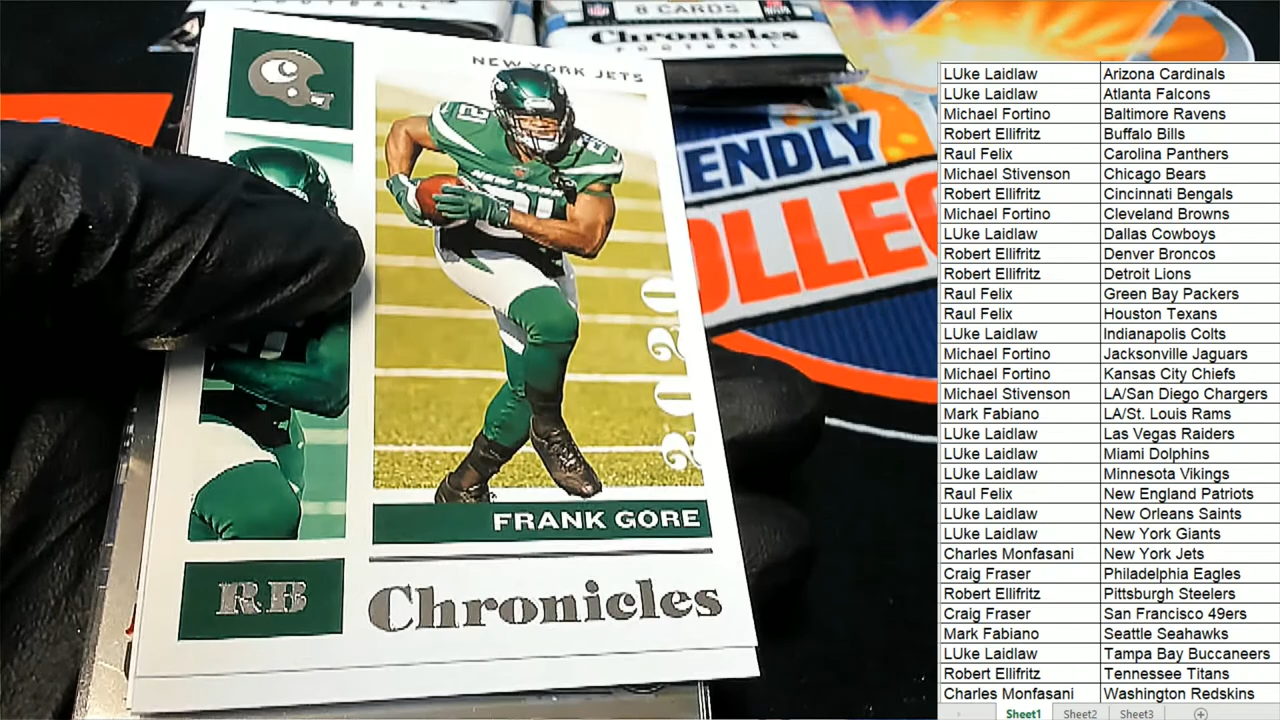 8 CARDS
Chronicles
FOOTBALL
NEW YORK JETS
2020
FRANK GORE
RB
Chronicles
ENDLY
COLLEC
LUke Laidlaw Arizona Cardinals
LUke Laidlaw Atlanta Falcons
Michael Fortino Baltimore Ravens
Robert Ellifritz Buffalo Bills
Raul Felix Carolina Panthers
Michael Stivenson Chicago Bears
Robert Ellifritz Cincinnati Bengals
Michael Fortino Cleveland Browns
LUke Laidlaw Dallas Cowboys
Robert Ellifritz Denver Broncos
Robert Ellifritz Detroit Lions
Raul Felix Green Bay Packers
Raul Felix Houston Texans
LUke Laidlaw Indianapolis Colts
Michael Fortino Jacksonville Jaguars
Michael Fortino Kansas City Chiefs
Michael Stivenson LA/San Diego Chargers
Mark Fabiano LA/St. Louis Rams
LUke Laidlaw Las Vegas Raiders
LUke Laidlaw Miami Dolphins
LUke Laidlaw Minnesota Vikings
Raul Felix New England Patriots
LUke Laidlaw New Orleans Saints
LUke Laidlaw New York Giants
Charles Monfasani New York Jets
Craig Fraser Philadelphia Eagles
Robert Ellifritz Pittsburgh Steelers
Craig Fraser San Francisco 49ers
Mark Fabiano Seattle Seahawks
LUke Laidlaw Tampa Bay Buccaneers
Robert Ellifritz Tennessee Titans
Charles Monfasani Washington Redskins
Sheet1 Sheet2 Sheet3